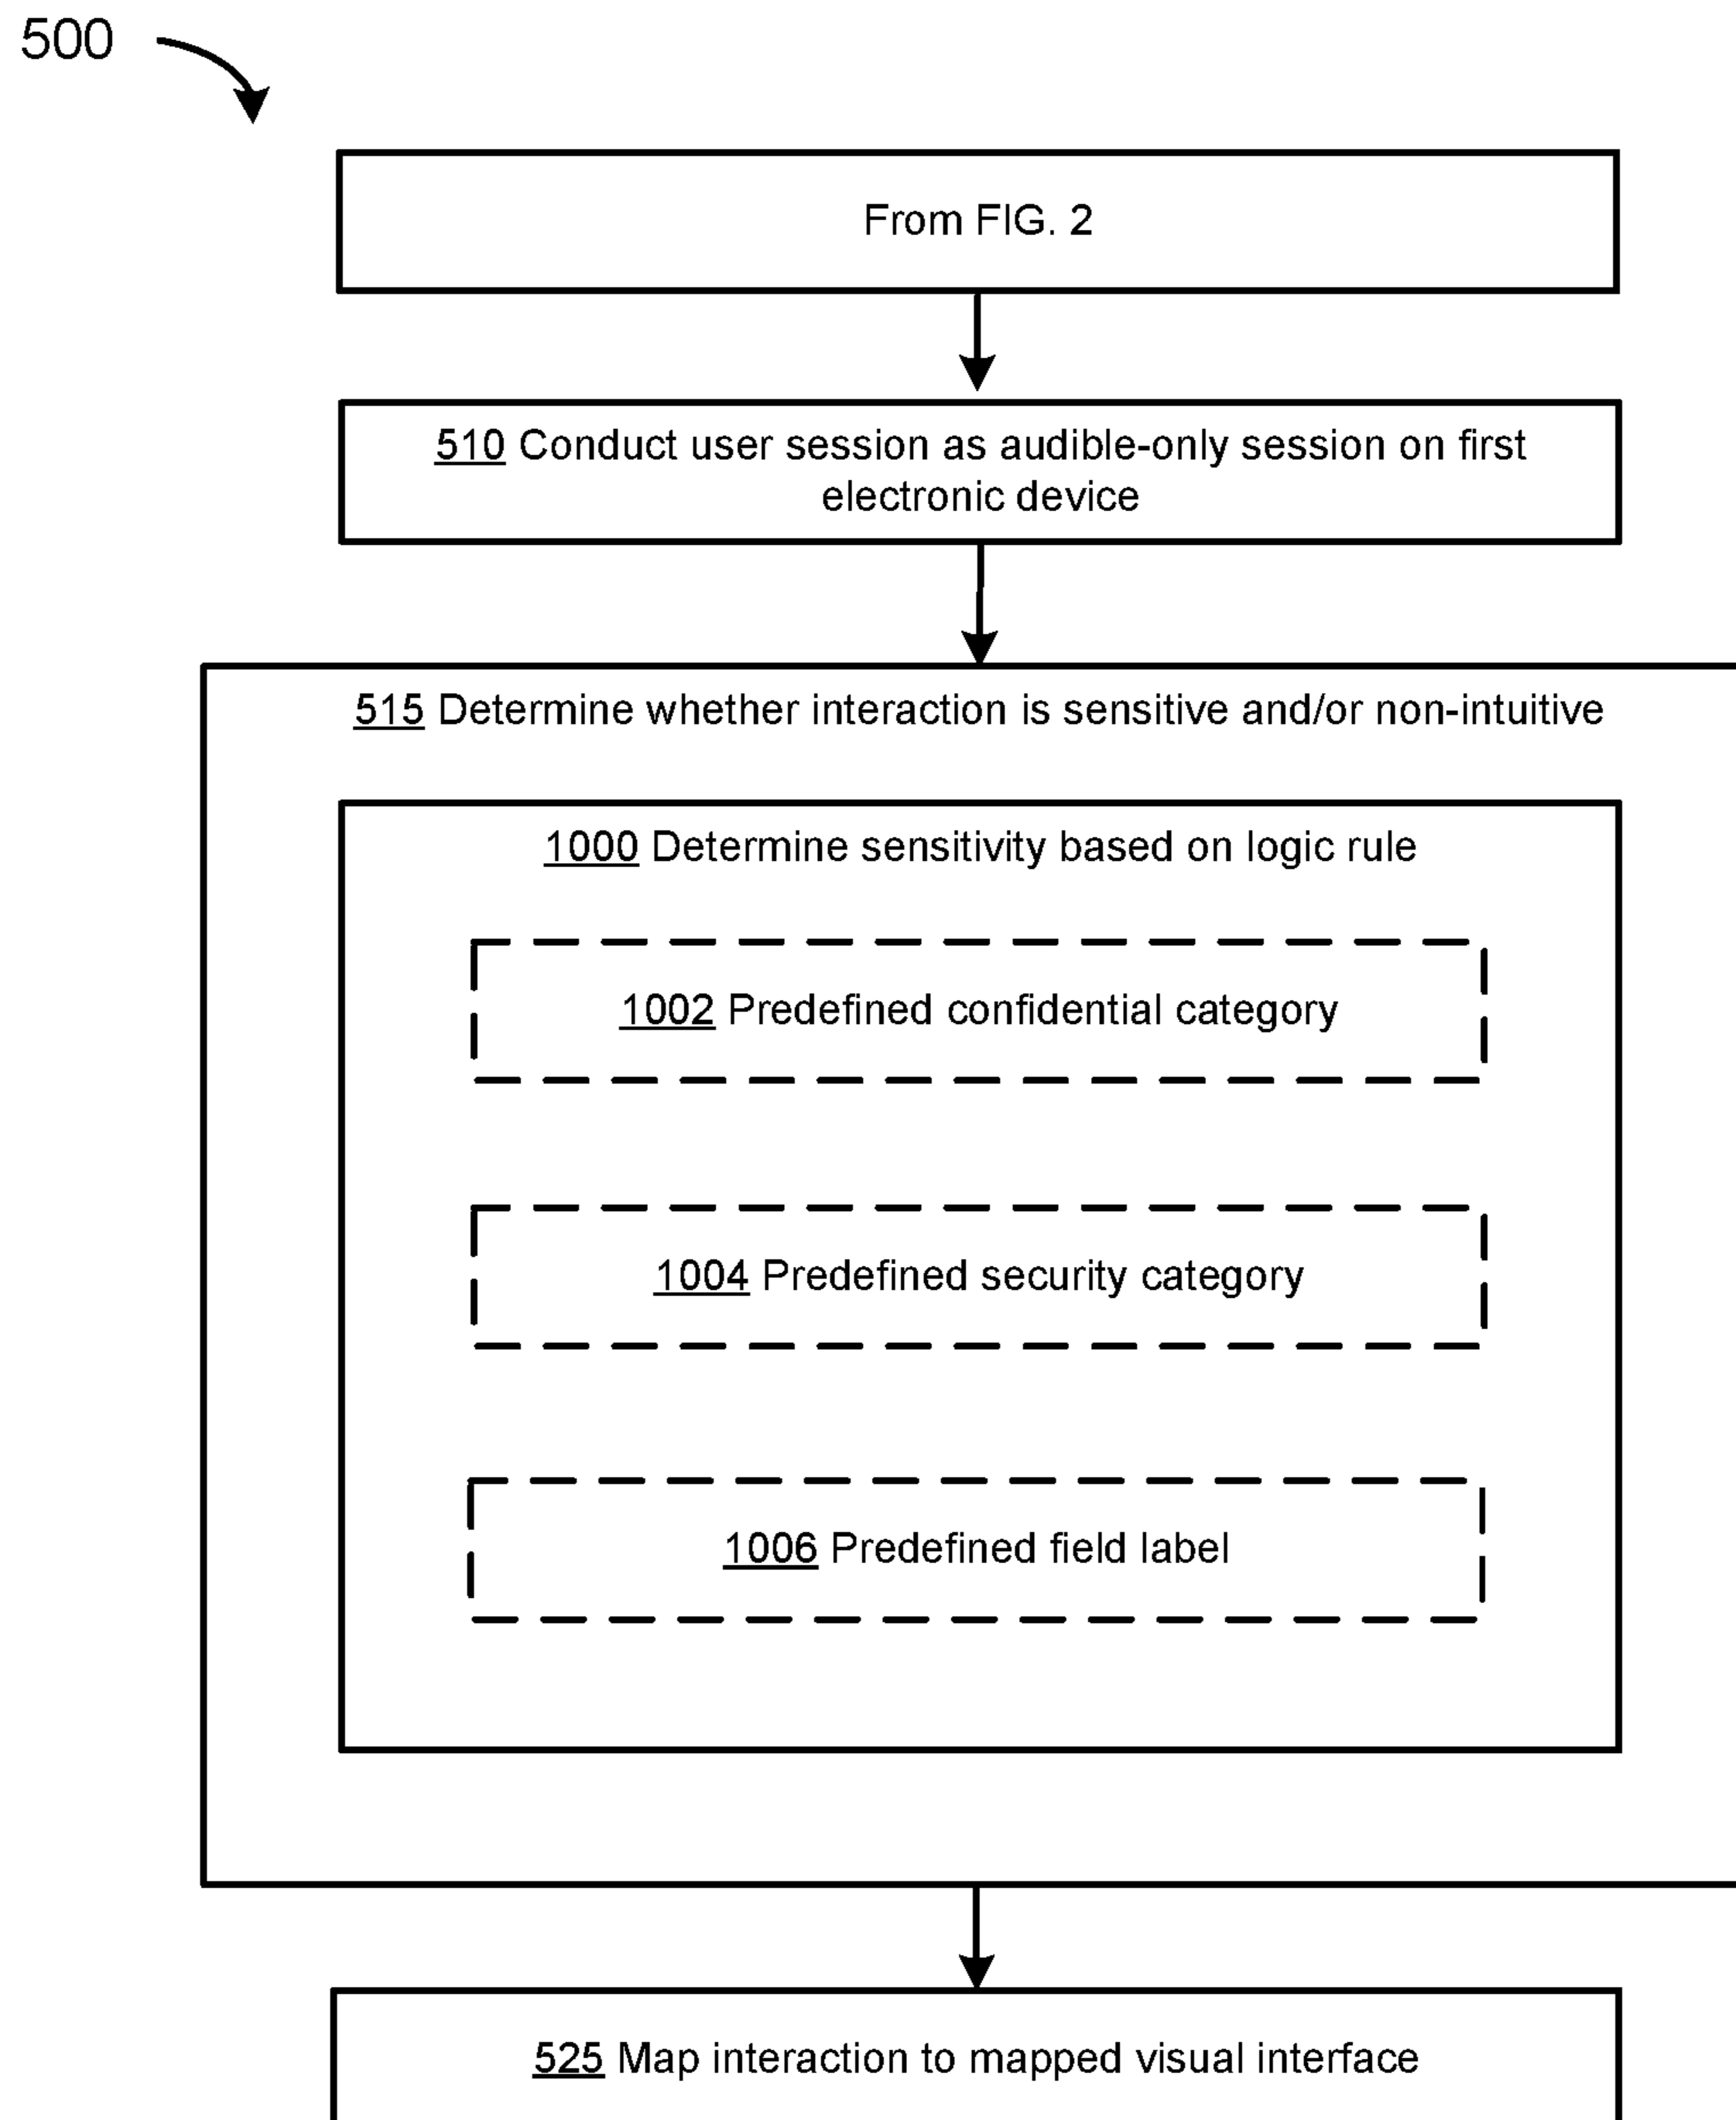 500
From FIG. 2
510 Conduct user session as audible-only session on first
electronic device
515 Determine whether interaction is sensitive and/or non-intuitive
1000 Determine sensitivity based on logic rule
1002 Predefined confidential category
1004 Predefined security category
1006 Predefined field label
525 Map interaction to mapped visual interface